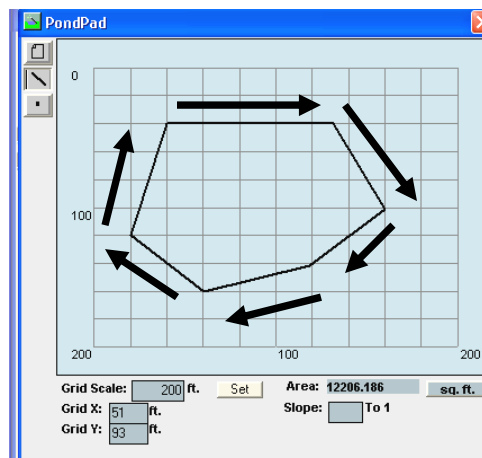 PondPad
0
100
200 100 200
Grid Scale: 200 ft. Set Area: 12206.186 sq. ft.
Grid X: 51 ft. Slope: To 1
Grid Y: 93 ft.